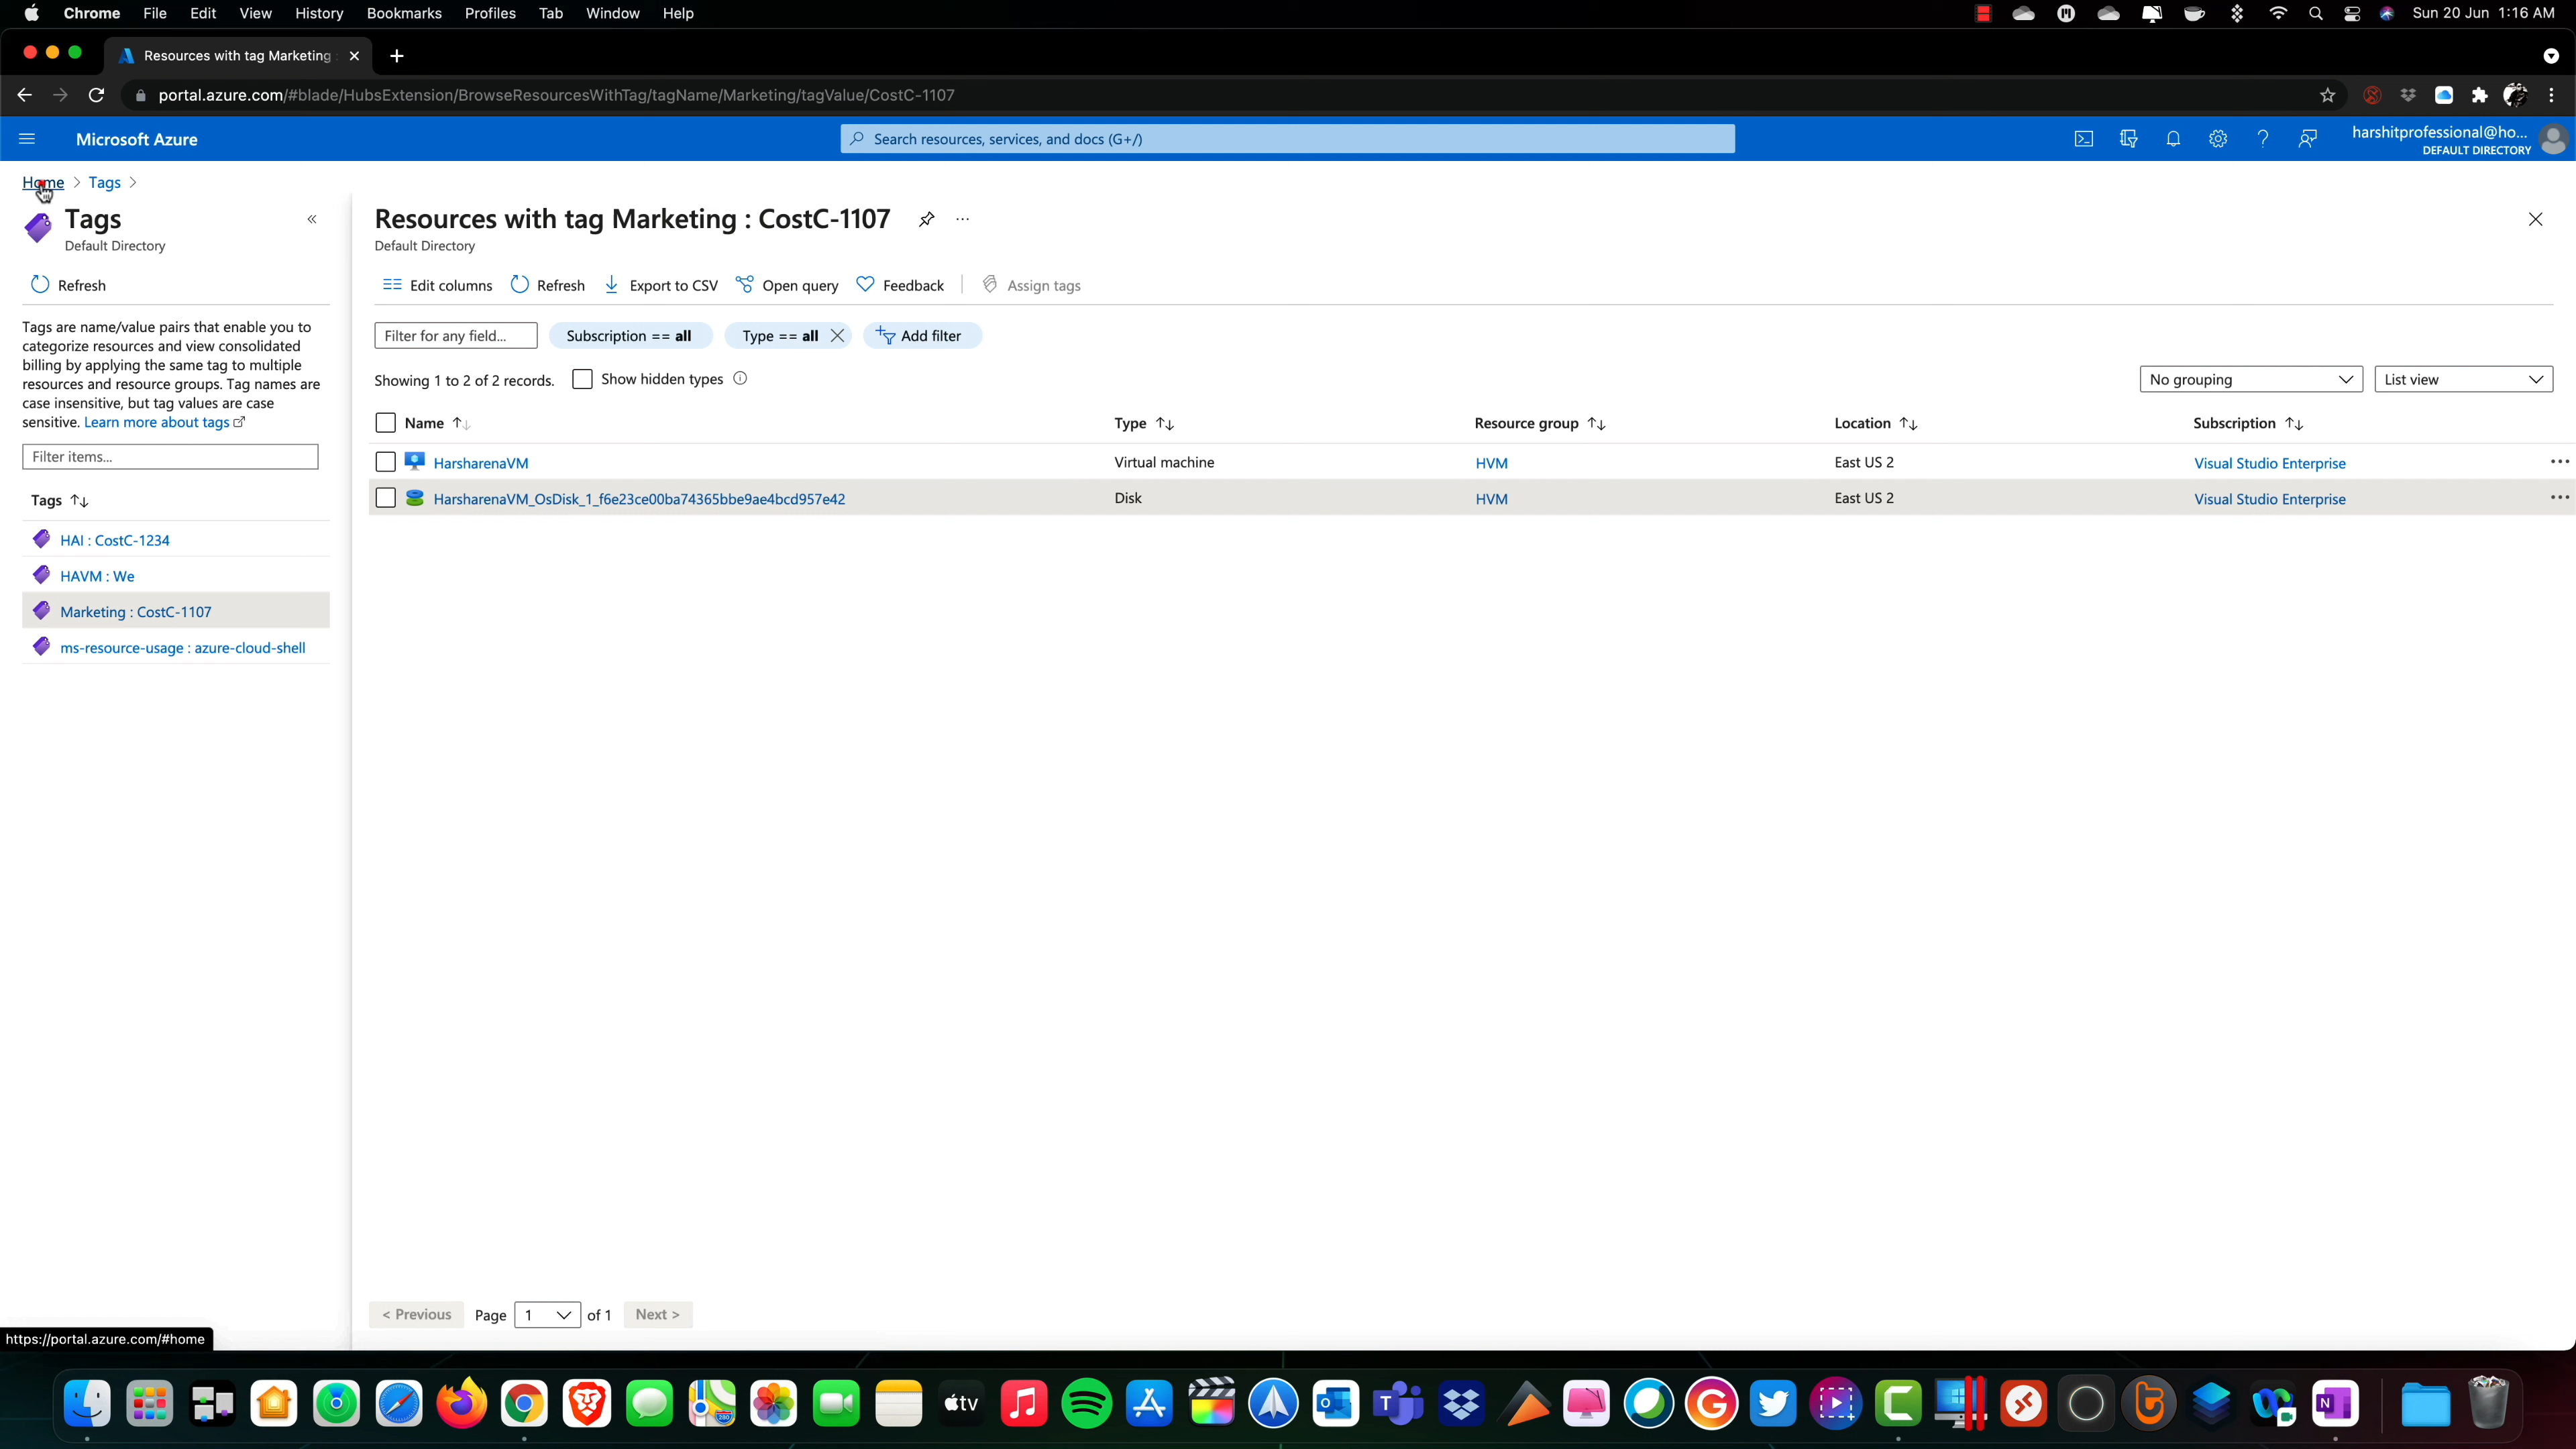 Chrome File Edit View History Bookmarks Profiles Tab Window Help Sun 20 Jun 1:16 AM
Resources with tag Marketing :
portal.azure.com/#blade/HubsExtension/BrowseResourcesWithTag/tagName/Marketing/tagValue/CostC-1107
Microsoft Azure
Search resources, services, and docs (G+/)
harshitprofessional@ho...
DEFAULT DIRECTORY
Home > Tags >
Tags
Default Directory
«
Refresh
Tags are name/value pairs that enable you to
categorize resources and view consolidated
billing by applying the same tag to multiple
resources and resource groups. Tag names are
case insensitive, but tag values are case
sensitive. Learn more about tags
Filter items...
Tags
HAI : CostC-1234
HAVM : We
Marketing : CostC-1107
ms-resource-usage : azure-cloud-shell
Resources with tag Marketing : CostC-1107
Default Directory
Edit columns Refresh Export to CSV Open query Feedback Assign tags
Filter for any field... Subscription == all Type == all Add filter
Showing 1 to 2 of 2 records. Show hidden types
No grouping List view
Name Type Resource group Location Subscription
HarsharenaVM Virtual machine HVM East US 2 Visual Studio Enterprise
HarsharenaVM_OsDisk_1_f6e23ce00ba74365bbe9ae4bcd957e42 Disk HVM East US 2 Visual Studio Enterprise
< Previous Page 1 of 1 Next >
https://portal.azure.com/#home
tv
280